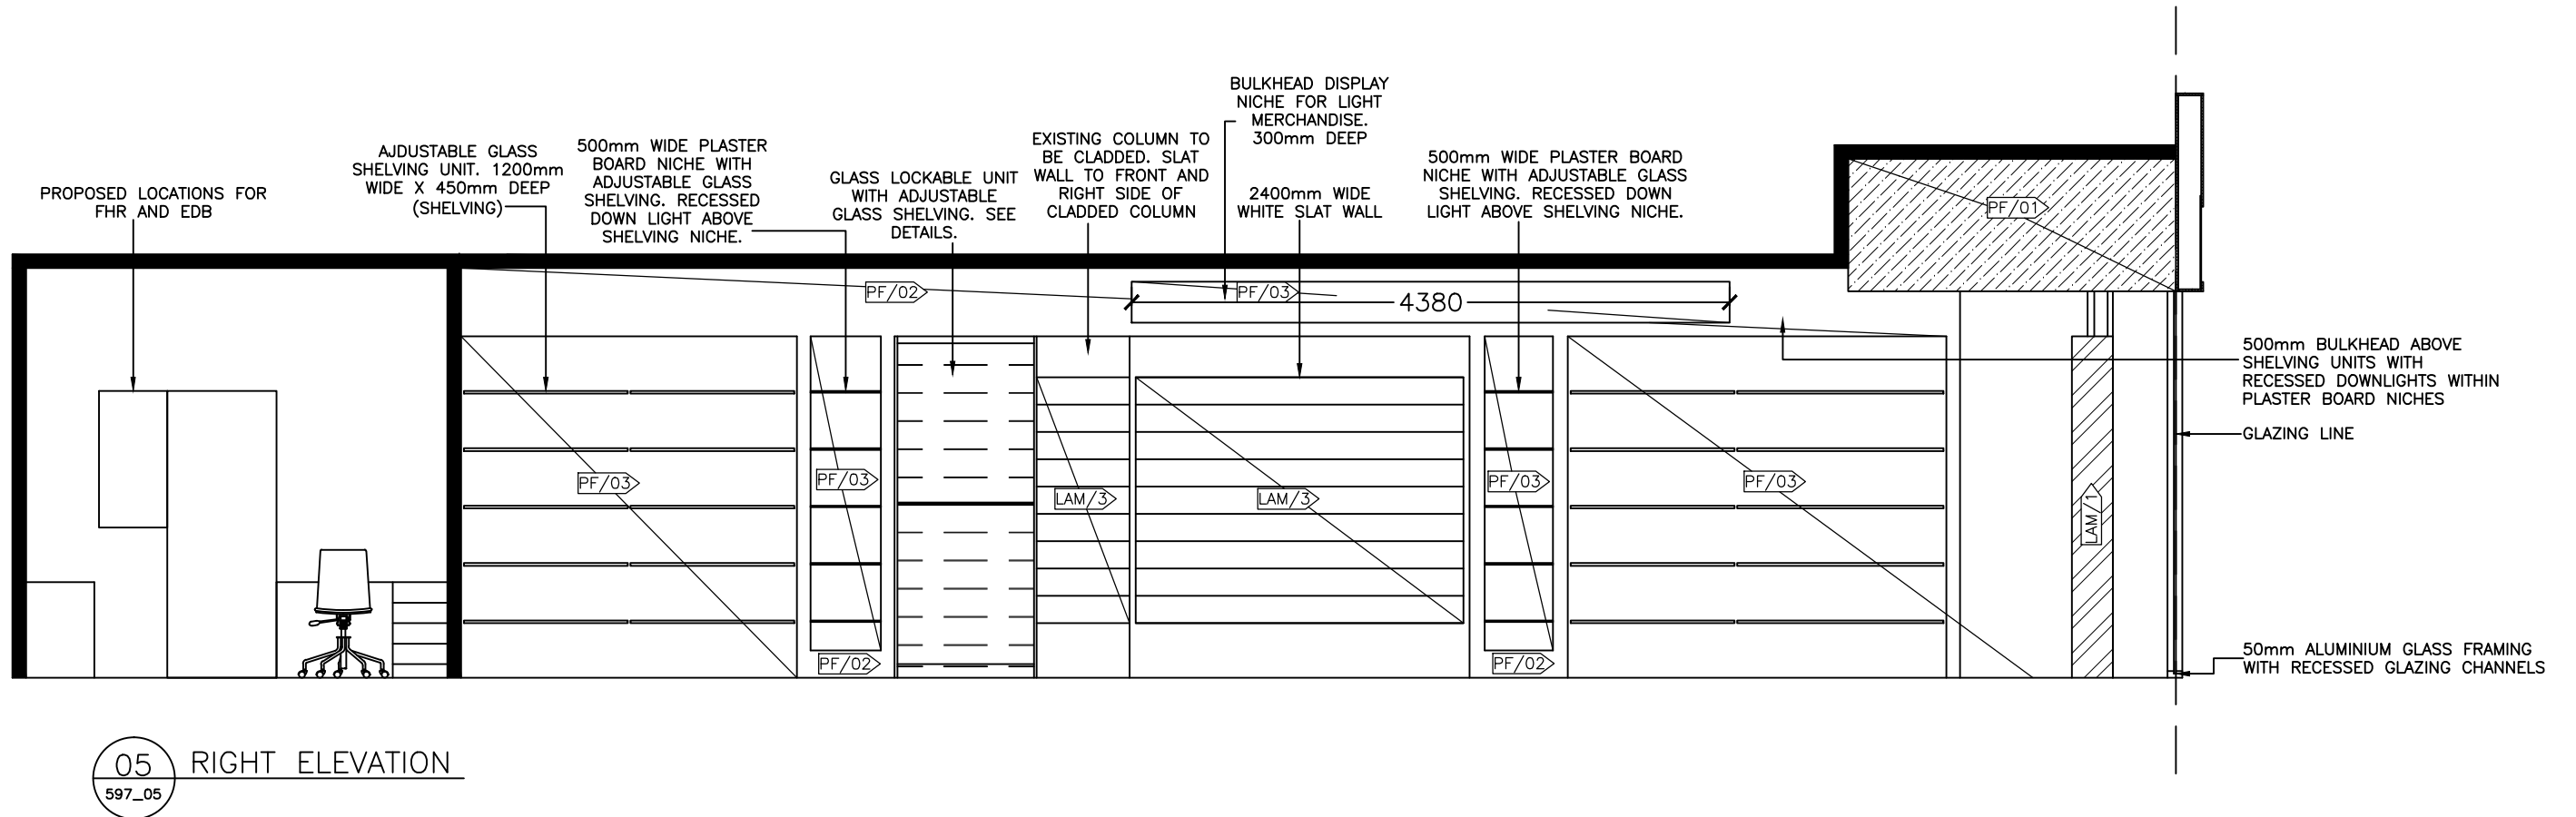 PROPOSED LOCATIONS FOR
FHR AND EDB
AJDUSTABLE GLASS
SHELVING UNIT. 1200mm
WIDE X 450mm DEEP
(SHELVING)
500mm WIDE PLASTER
BOARD NICHE WITH
ADJUSTABLE GLASS
SHELVING. RECESSED
DOWN LIGHT ABOVE
SHELVING NICHE.
GLASS LOCKABLE UNIT
WITH ADJUSTABLE
GLASS SHELVING. SEE
DETAILS.
EXISTING COLUMN TO
BE CLADDED. SLAT
WALL TO FRONT AND
RIGHT SIDE OF
CLADDED COLUMN
BULKHEAD DISPLAY
NICHE FOR LIGHT
MERCHANDISE.
300mm DEEP
2400mm WIDE
WHITE SLAT WALL
500mm WIDE PLASTER BOARD
NICHE WITH ADJUSTABLE GLASS
SHELVING. RECESSED DOWN
LIGHT ABOVE SHELVING NICHE.
PF/01
PF/02
PF/03
4380
500mm BULKHEAD ABOVE
SHELVING UNITS WITH
RECESSED DOWNLIGHTS WITHIN
PLASTER BOARD NICHES
GLAZING LINE
PF/03
PF/03
LAM/3
LAM/3
PF/03
PF/03
LAM/1
PF/02
PF/02
50mm ALUMINIUM GLASS FRAMING
WITH RECESSED GLAZING CHANNELS
05
597_05
RIGHT ELEVATION